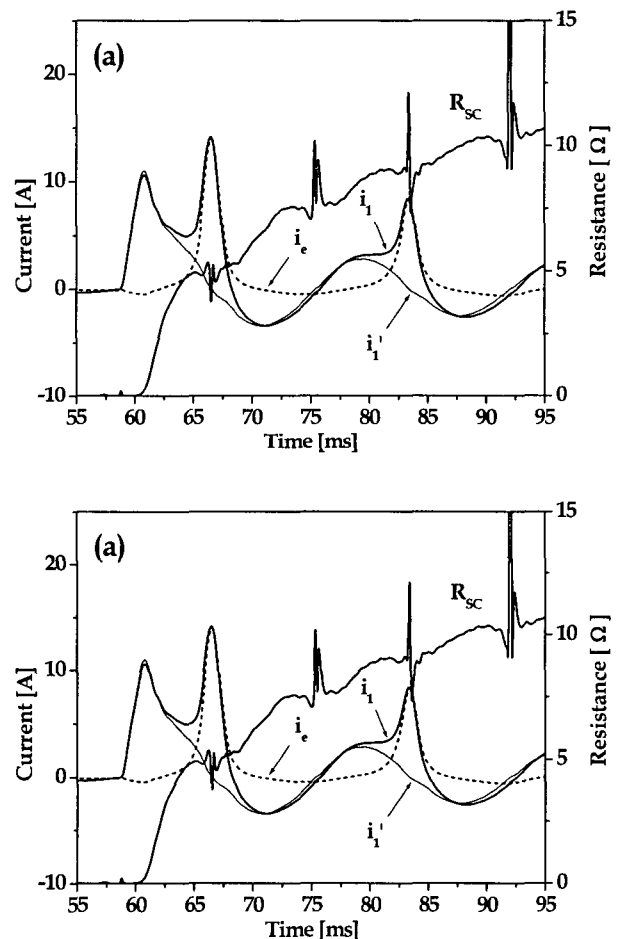 (a)
20
10
0
-10
Current [A]
15
10
5
0
Resistance [ Ω ]
R_SC
i_e
i_1
i_1'
55 60 65 70 75 80 85 90 95
Time [ms]
(a)
20
10
0
-10
Current [A]
15
10
5
0
Resistance [ Ω ]
R_SC
i_1
i_e
i_1'
55 60 65 70 75 80 85 90 95
Time [ms]